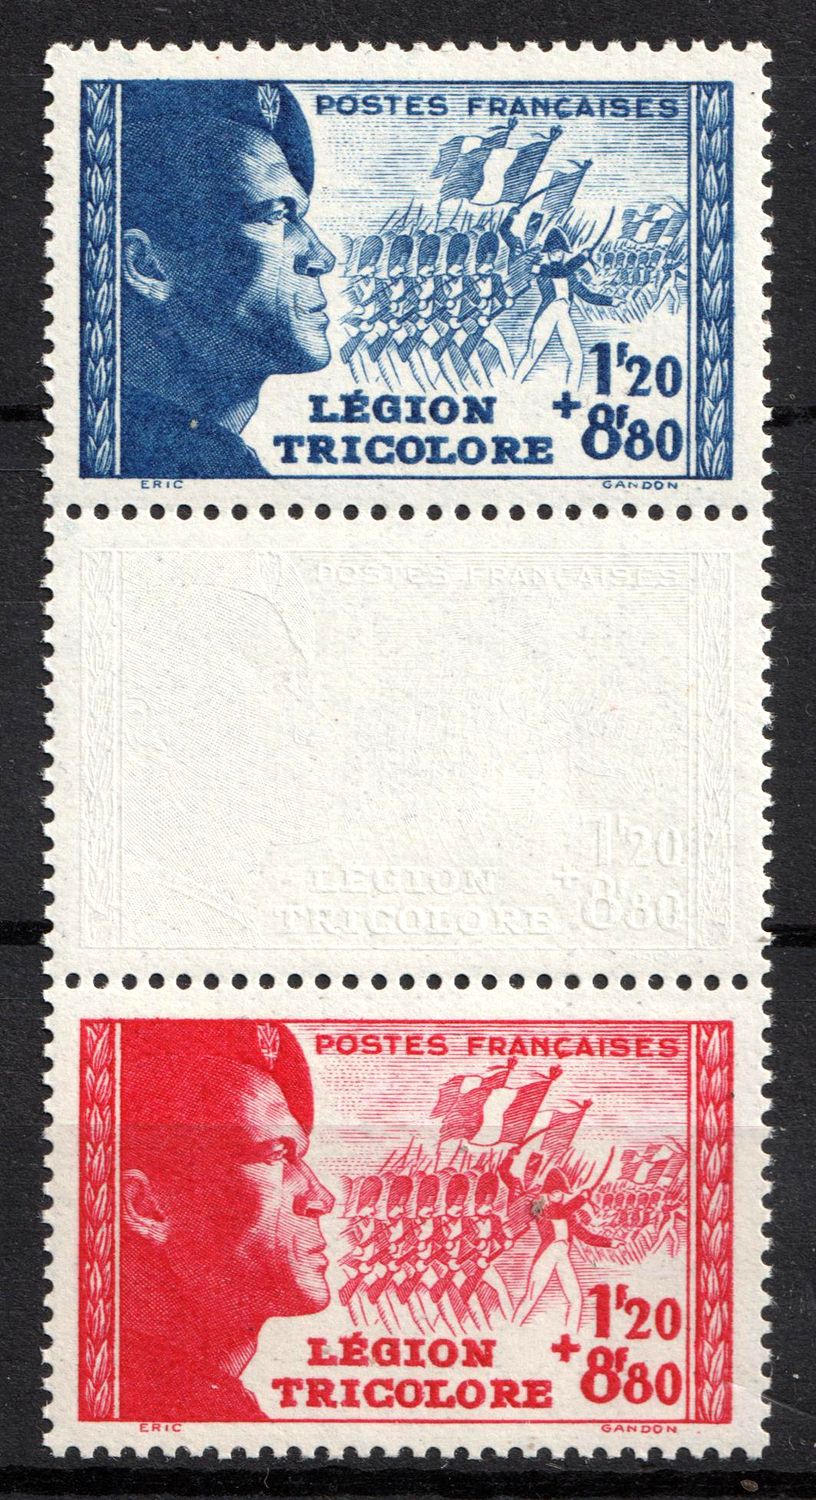 POSTES FRANÇAISES
1F20
+8F80
LÉGION
TRICOLORE
ERIC GANDON
POSTES FRANÇAISES
1F20
+8F80
LÉGION
TRICOLORE
POSTES FRANÇAISES
1F20
+8F80
LÉGION
TRICOLORE
ERIC GANDON